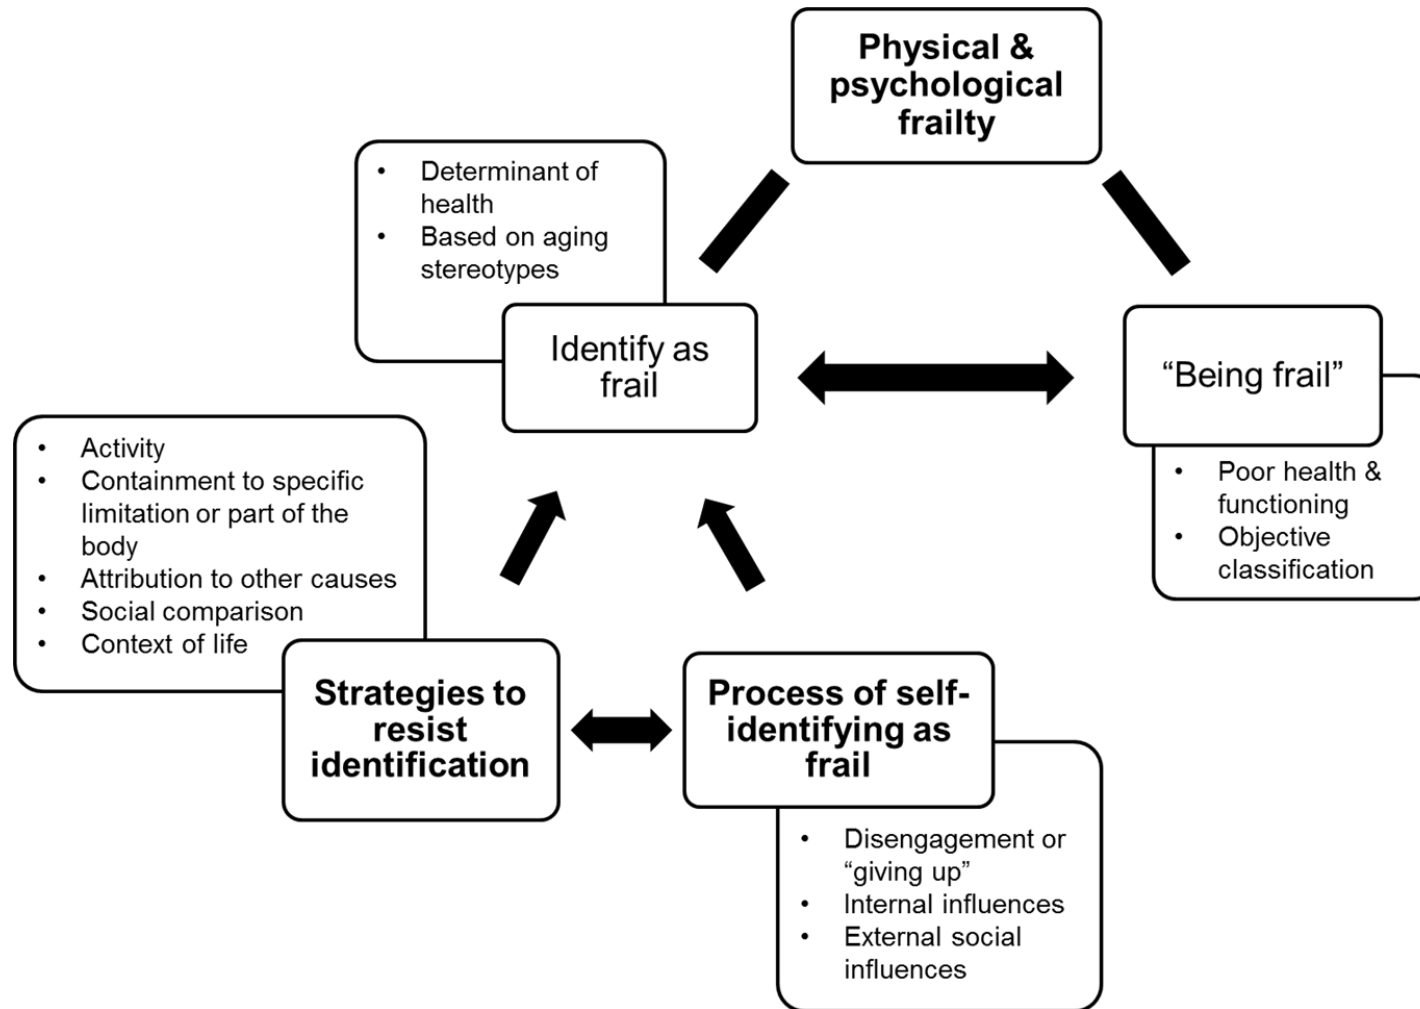 Physical &
psychological
frailty
• Determinant of
health
• Based on aging
stereotypes
Identify as
frail
“Being frail”
• Poor health &
functioning
• Objective
classification
• Activity
• Containment to specific
limitation or part of the
body
• Attribution to other causes
• Social comparison
• Context of life
Strategies to
resist
identification
Process of self-
identifying as
frail
• Disengagement or
“giving up”
• Internal influences
• External social
influences